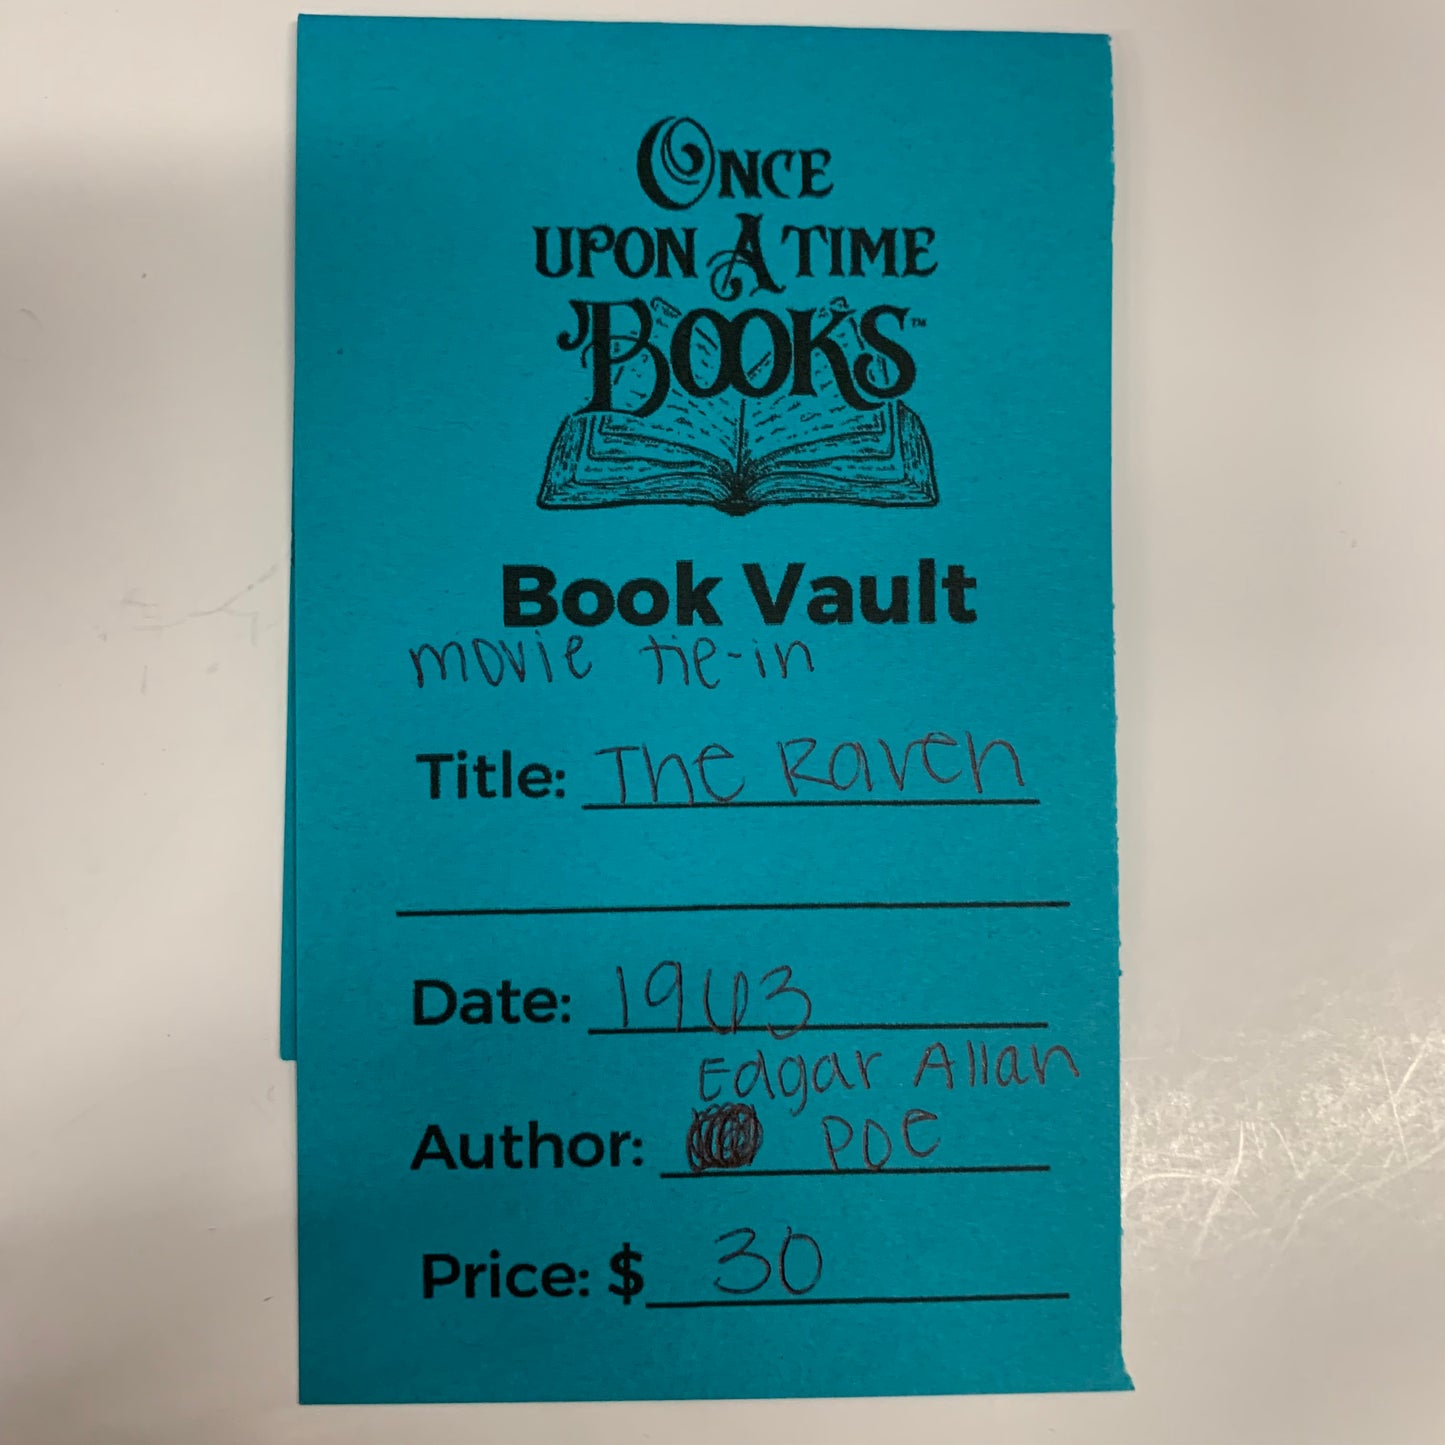 ONCE
UPON A TIME
BOOKS™
Book Vault
movie tie-in
Title: The Raven
Date: 1963
Edgar Allan
Author: Poe
Price: $ 30